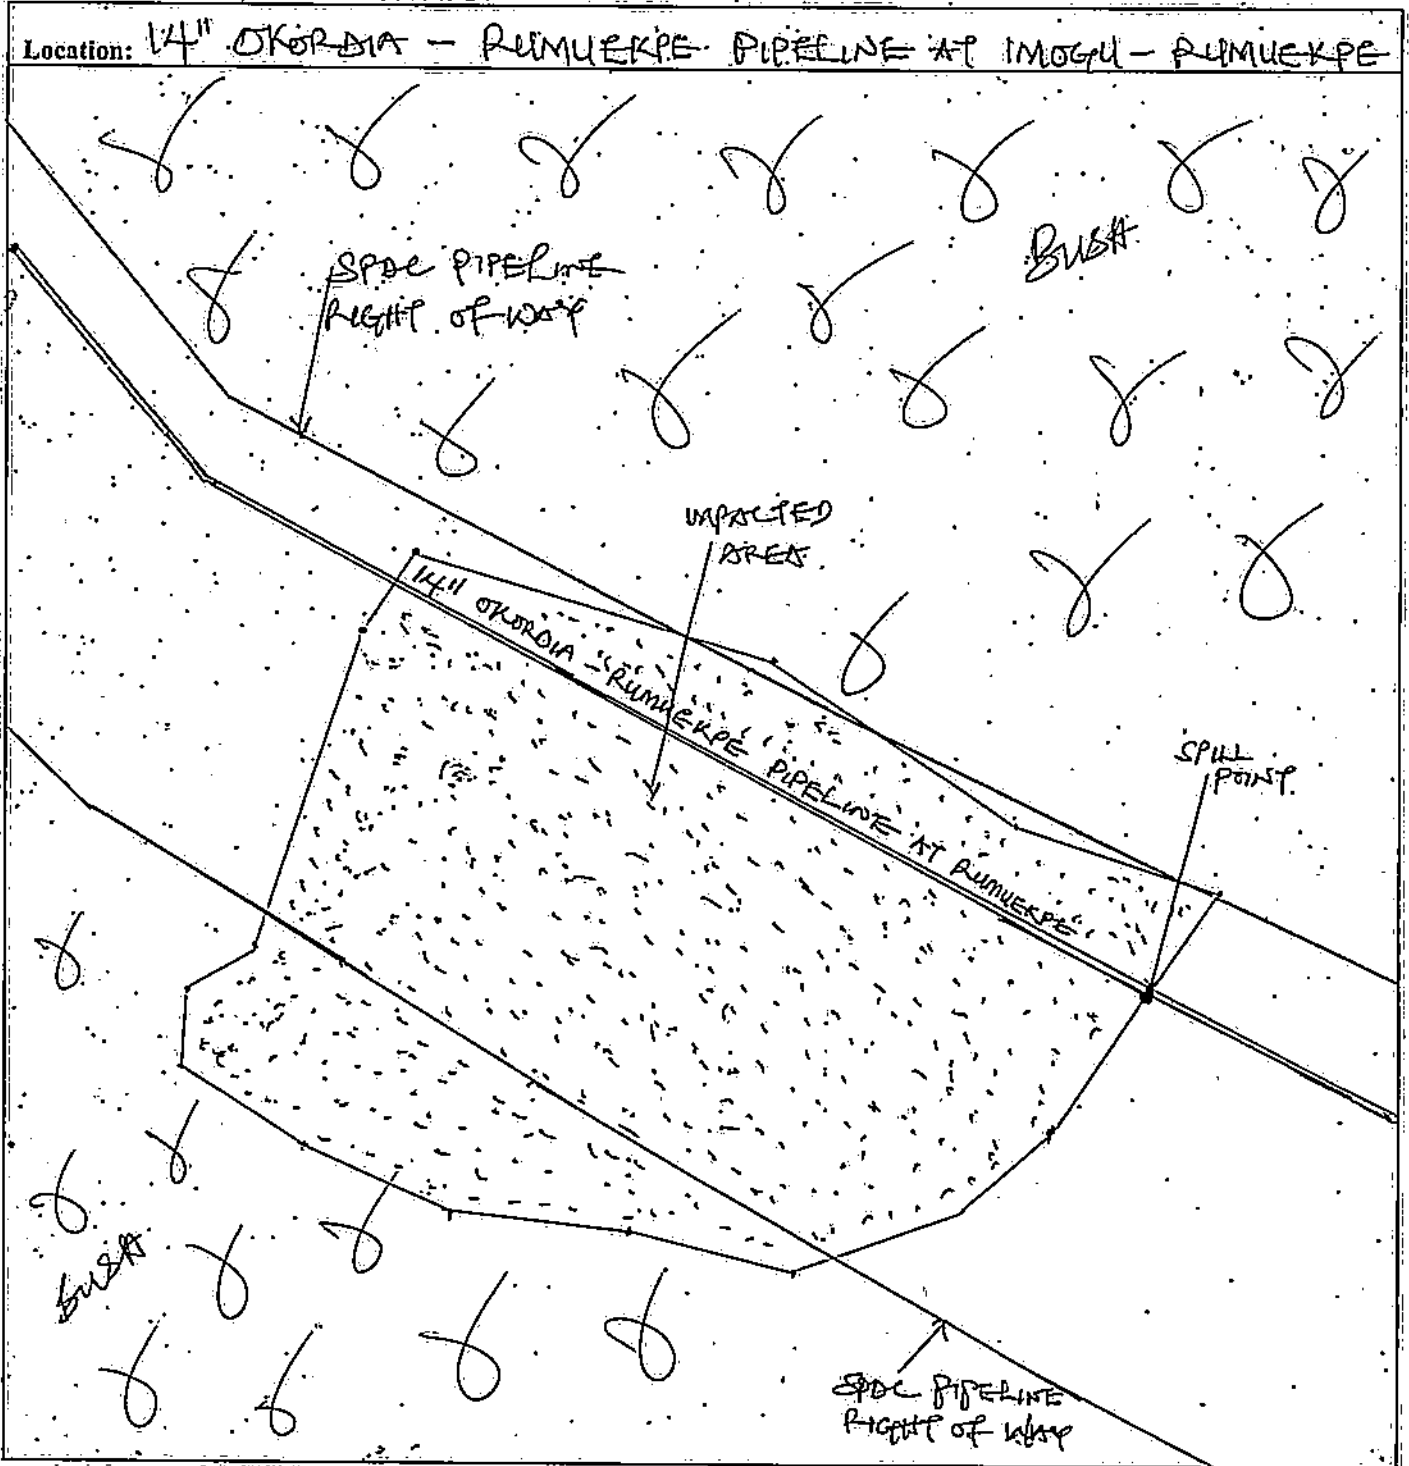 Location: 14" OKORDIA - RUMUEKPE PIPELINE AT IMOGU - RUMUEKPE
BUSH
SPDC PIPELINE
RIGHT OF WAY
IMPACTED
AREA.
14" OKORDIA - RUMUEKPE PIPELINE AT RUMUEKPE
SPILL
POINT.
BUSH
SPDC PIPELINE
RIGHT OF WAY